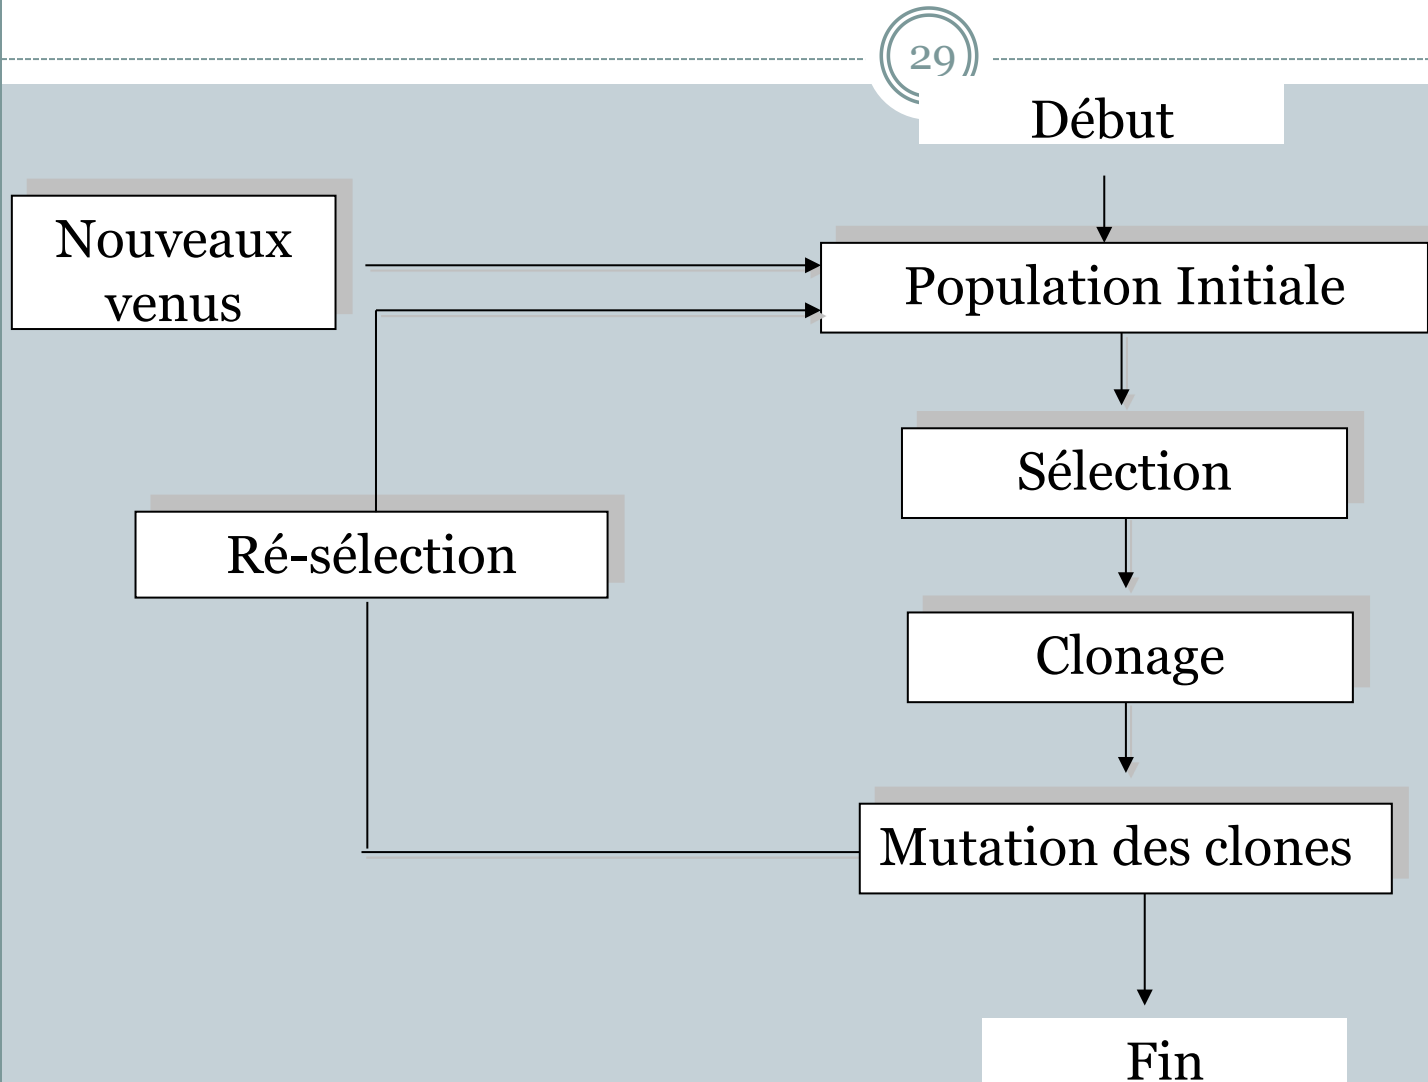 29
Début
Nouveaux
venus
Population Initiale
Sélection
Ré-sélection
Clonage
Mutation des clones
Fin